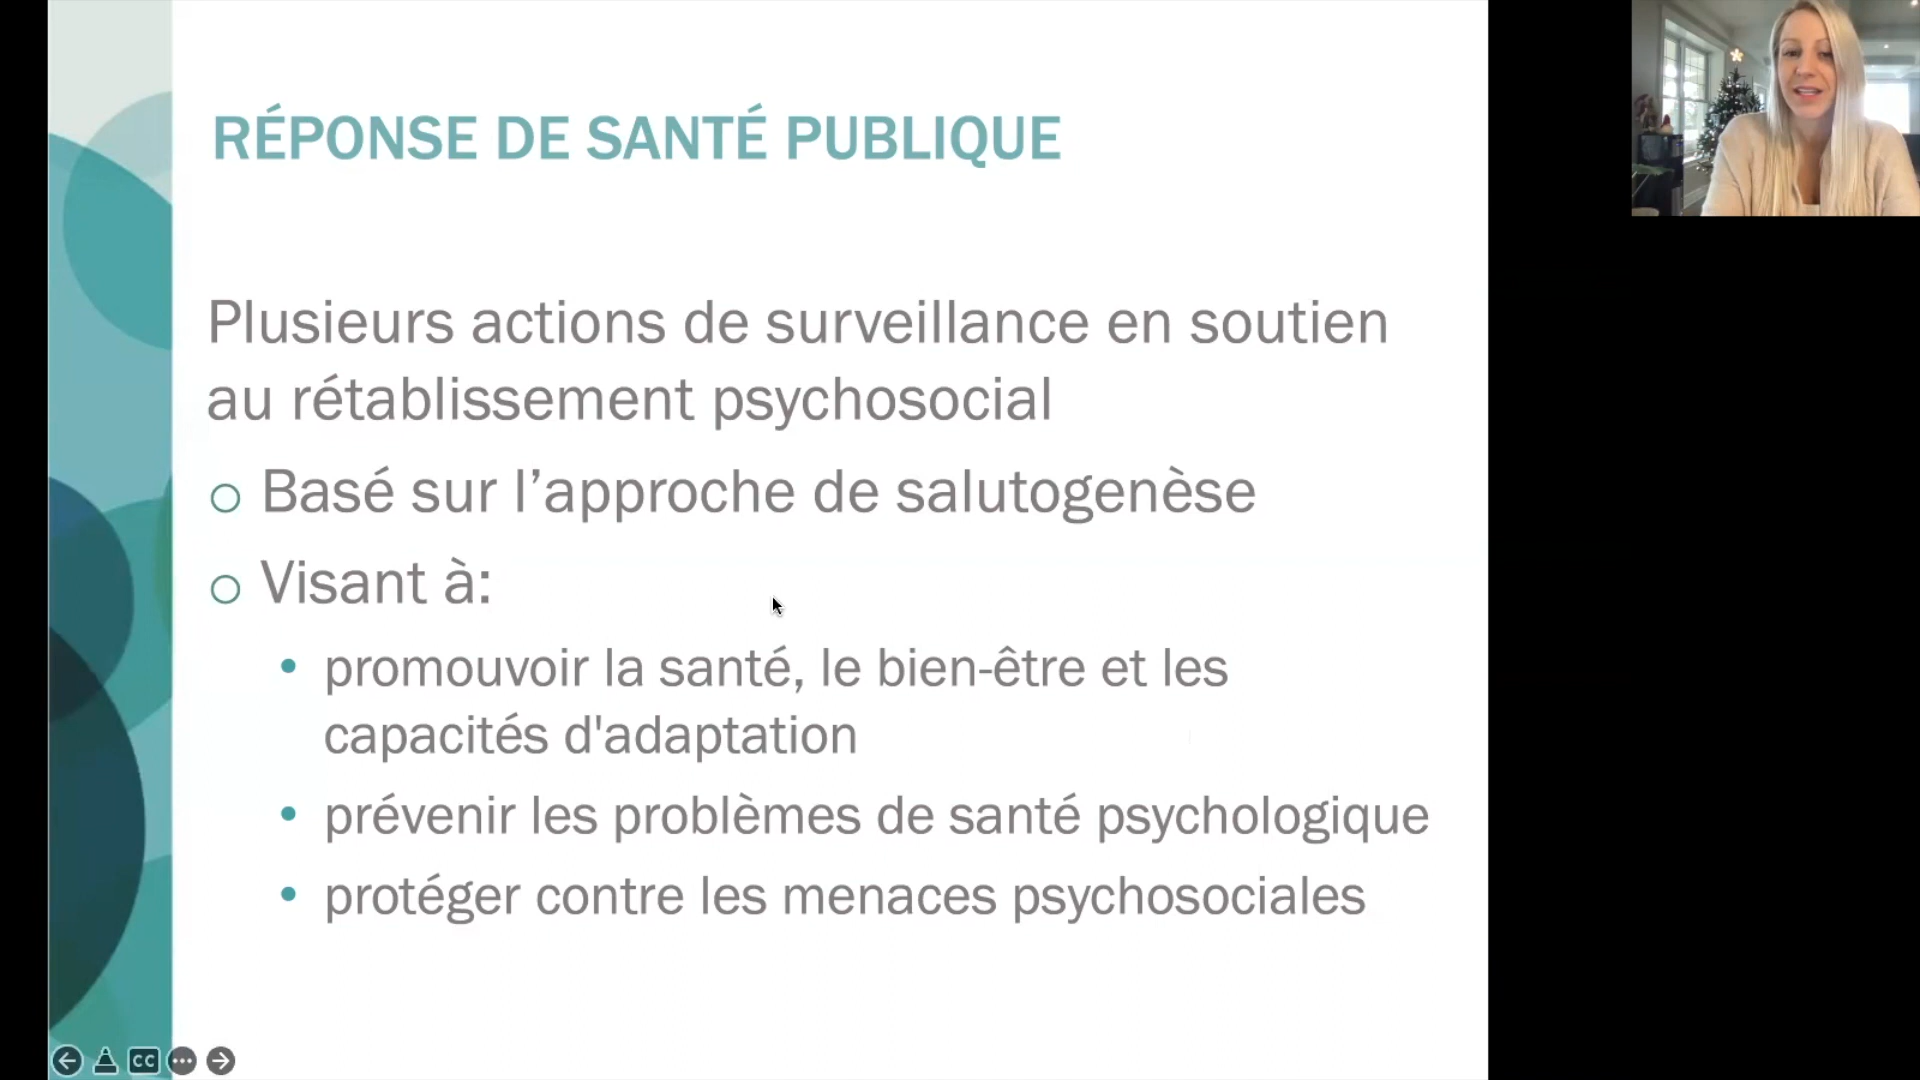 RÉPONSE DE SANTÉ PUBLIQUE
Plusieurs actions de surveillance en soutien
au rétablissement psychosocial
Basé sur l’approche de salutogenèse
Visant à:
promouvoir la santé, le bien-être et les
capacités d'adaptation
prévenir les problèmes de santé psychologique
protéger contre les menaces psychosociales
CC